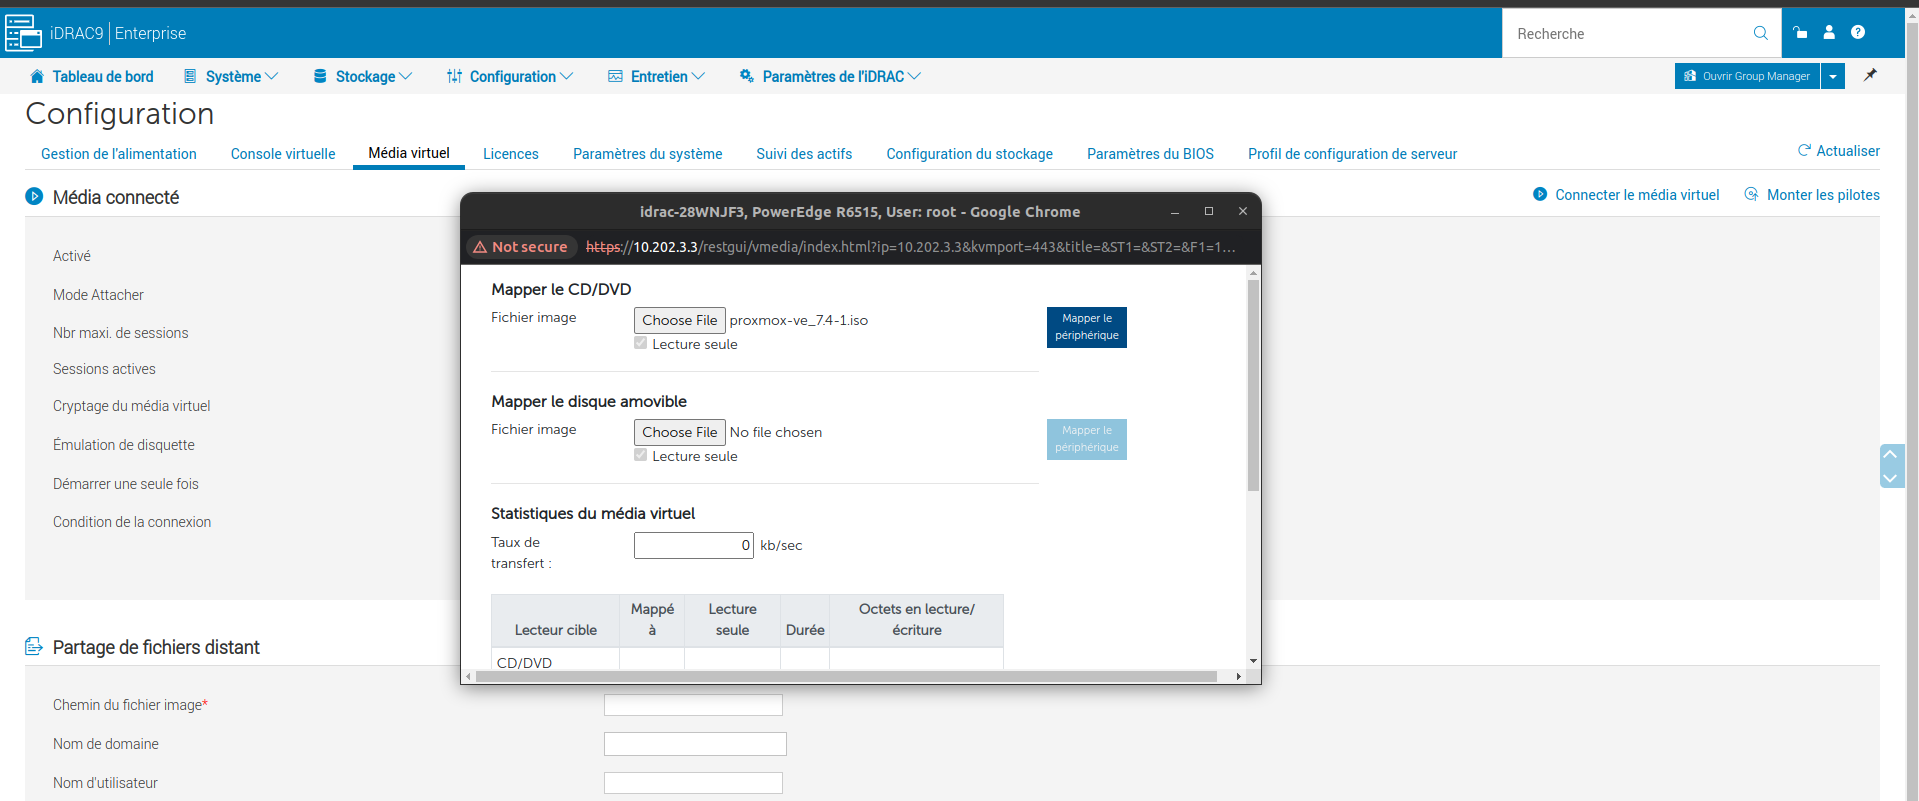 iDRAC9 | Enterprise
Recherche
Tableau de bord
Système
Stockage
Configuration
Entretien
Paramètres de l'iDRAC
Ouvrir Group Manager
Configuration
Gestion de l'alimentation
Console virtuelle
Média virtuel
Licences
Paramètres du système
Suivi des actifs
Configuration du stockage
Paramètres du BIOS
Profil de configuration de serveur
Actualiser
Média connecté
Connecter le média virtuel
Monter les pilotes
Activé
Mode Attacher
Nbr maxi. de sessions
Sessions actives
Cryptage du média virtuel
Émulation de disquette
Démarrer une seule fois
Condition de la connexion
idrac-28WNJF3, PowerEdge R6515, User: root - Google Chrome
Not secure https://10.202.3.3/restgui/vmedia/index.html?ip=10.202.3.3&kvmport=443&title=&ST1=&ST2=&F1=1...
Mapper le CD/DVD
Fichier image
Choose File proxmox-ve_7.4-1.iso
Lecture seule
Mapper le
périphérique
Mapper le disque amovible
Fichier image
Choose File No file chosen
Lecture seule
Mapper le
périphérique
Statistiques du média virtuel
Taux de
transfert :
0 kb/sec
Lecteur cible
Mappé
à
Lecture
seule
Durée
Octets en lecture/
écriture
CD/DVD
Partage de fichiers distant
Chemin du fichier image*
Nom de domaine
Nom d'utilisateur